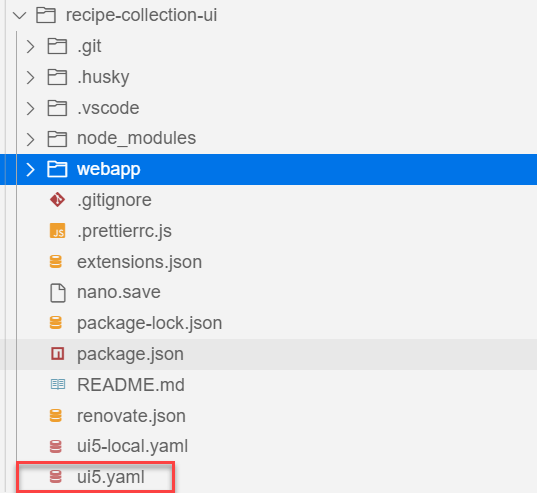 recipe-collection-ui
.git
.husky
.vscode
node_modules
webapp
.gitignore
JS .prettierrc.js
extensions.json
nano.save
package-lock.json
package.json
README.md
renovate.json
ui5-local.yaml
ui5.yaml